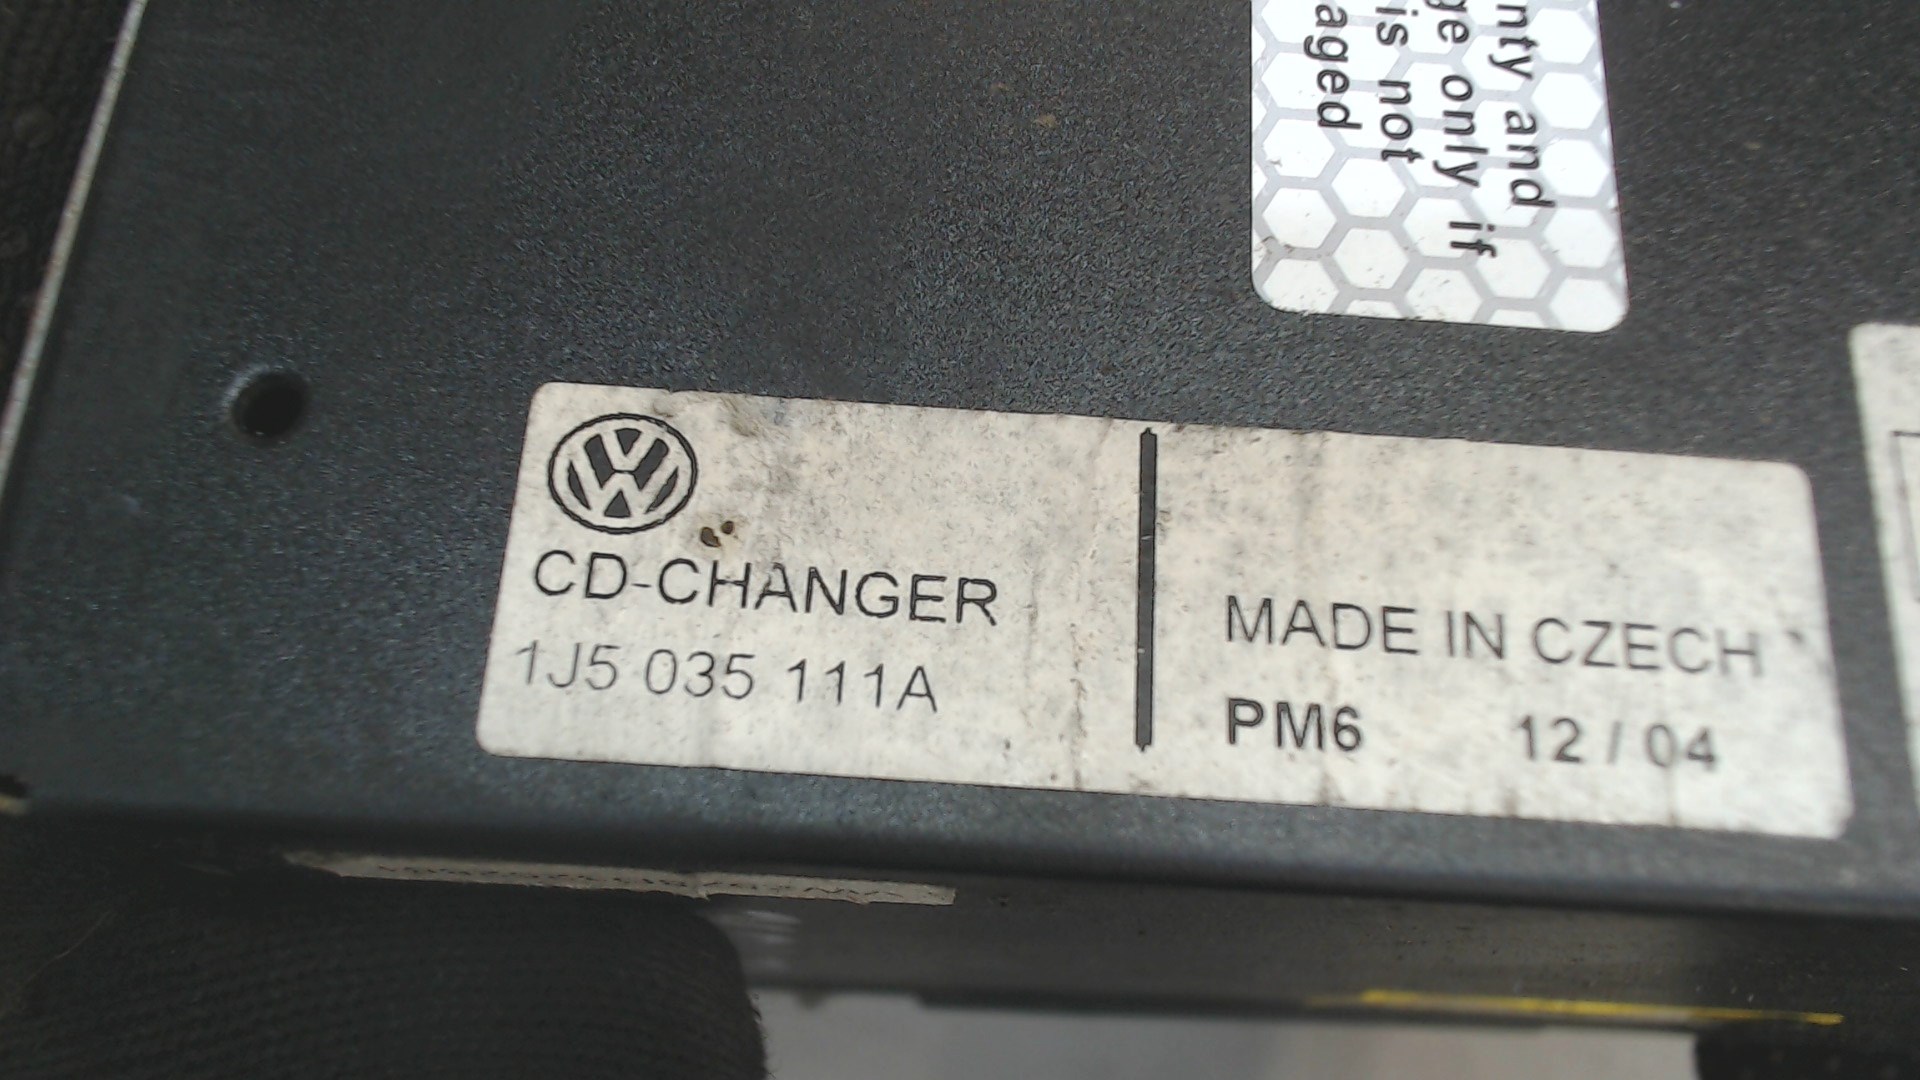 nty and
ge only if
is not
aged
CD-CHANGER
1J5 035 111A
MADE IN CZECH
PM6 12 / 04